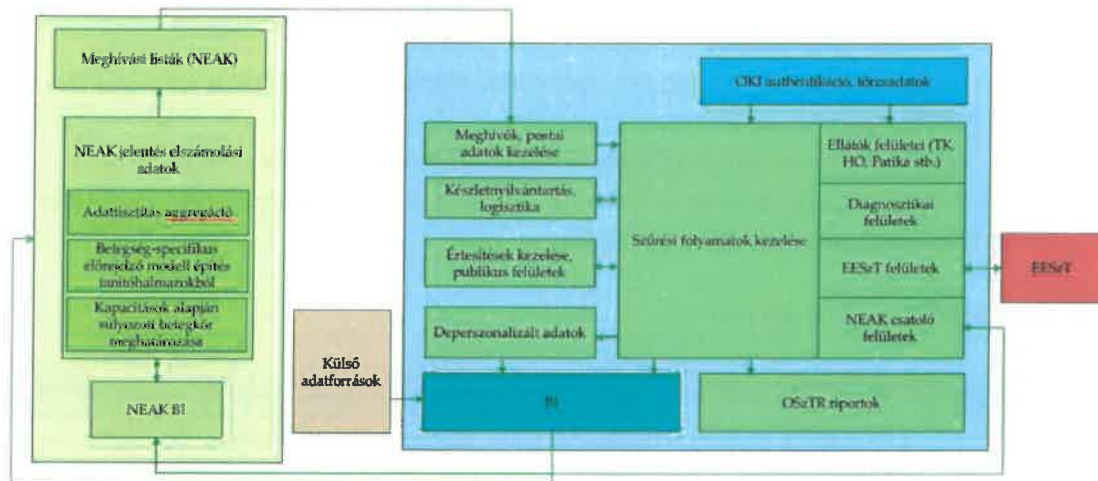 Meghívási listák (NEAK)
NEAK jelentés elszámolási
adatok
Adattisztítás aggregáció
Betegség-specifikus
előrejelző modell építés
tanítóhalmazokból
Kapacitások alapján
súlyozott betegkör
meghatározása
NEAK BI
Külső
adatforrások
OKI authentifikáció, törzsadatok
Meghívók, postai
adatok kezelése
Készletnyilvántartás,
logisztika
Értesítések kezelése,
publikus felületek
Deperszonalizált adatok
Szűrési folyamatok kezelése
Ellátók felületei (TK,
HO, Patika stb.)
Diagnosztikai
felületek
EESzT felületek
NEAK csatoló
felületek
BI
OSzTR riportok
EESzT